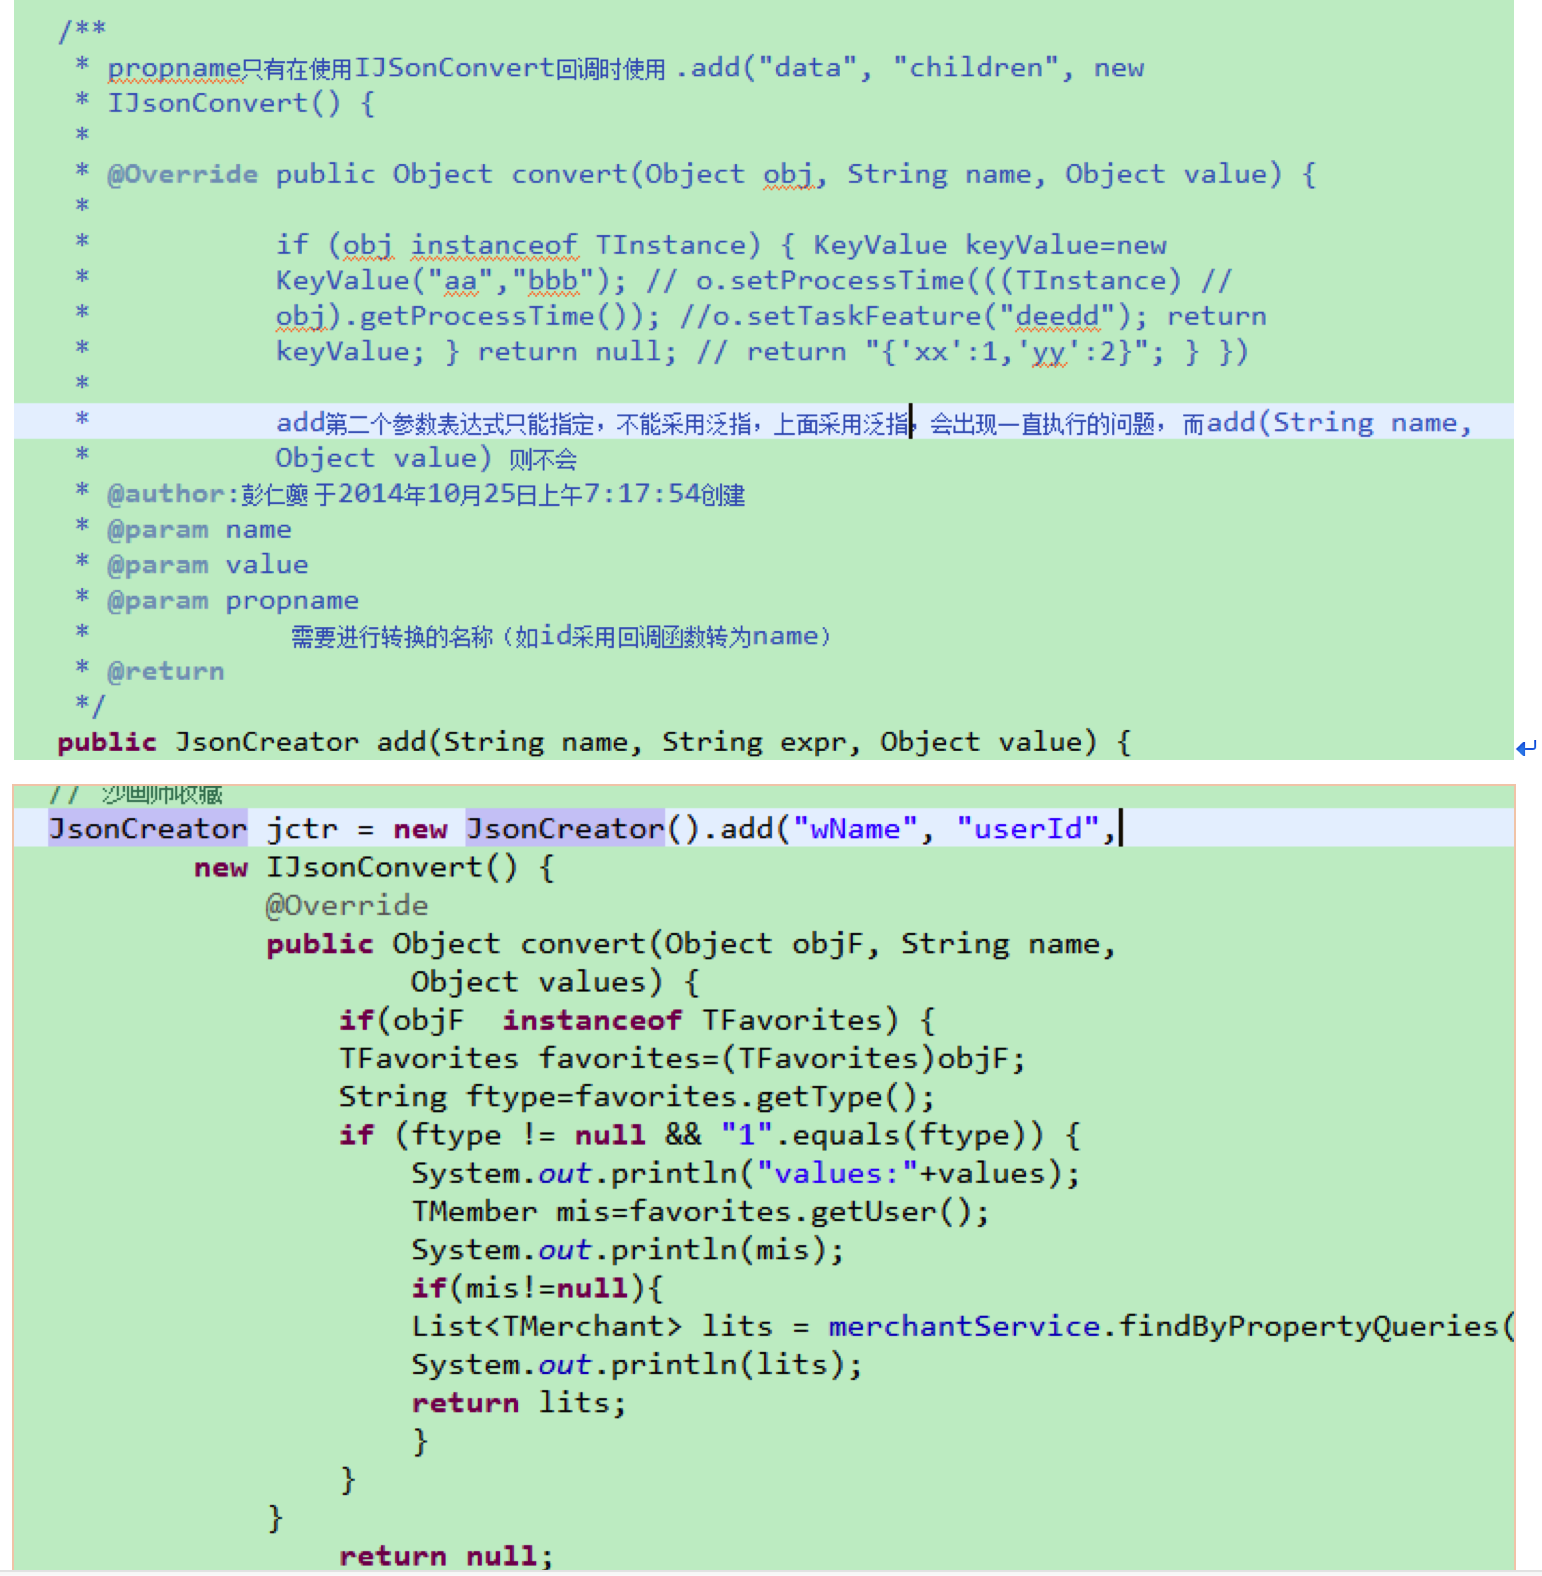 /**
* propname只有在使用IJSonConvert回调时使用 .add("data", "children", new
* IJsonConvert() {
*
* @Override public Object convert(Object obj, String name, Object value) {
*
* if (obj instanceof TInstance) { KeyValue keyValue=new
* KeyValue("aa","bbb"); // o.setProcessTime(((TInstance) //
* obj).getProcessTime()); //o.setTaskFeature("deedd"); return
* keyValue; } return null; // return "{'xx':1,'yy':2}"; } })
*
* add第二个参数表达式只能指定，不能采用泛指，上面采用泛指，会出现一直执行的问题，而add(String name,
* Object value) 则不会
* @author:彭仁夔 于2014年10月25日上午7:17:54创建
* @param name
* @param value
* @param propname
* 需要进行转换的名称（如id采用回调函数转为name）
* @return
*/
public JsonCreator add(String name, String expr, Object value) {
// 沙画师收藏
JsonCreator jctr = new JsonCreator().add("wName", "userId",
new IJsonConvert() {
@Override
public Object convert(Object objF, String name,
Object values) {
if(objF  instanceof TFavorites) {
TFavorites favorites=(TFavorites)objF;
String ftype=favorites.getType();
if (ftype != null && "1".equals(ftype)) {
System.out.println("values:"+values);
TMember mis=favorites.getUser();
System.out.println(mis);
if(mis!=null){
List<TMerchant> lits = merchantService.findByPropertyQueries(
System.out.println(lits);
return lits;
}
}
}
return null;